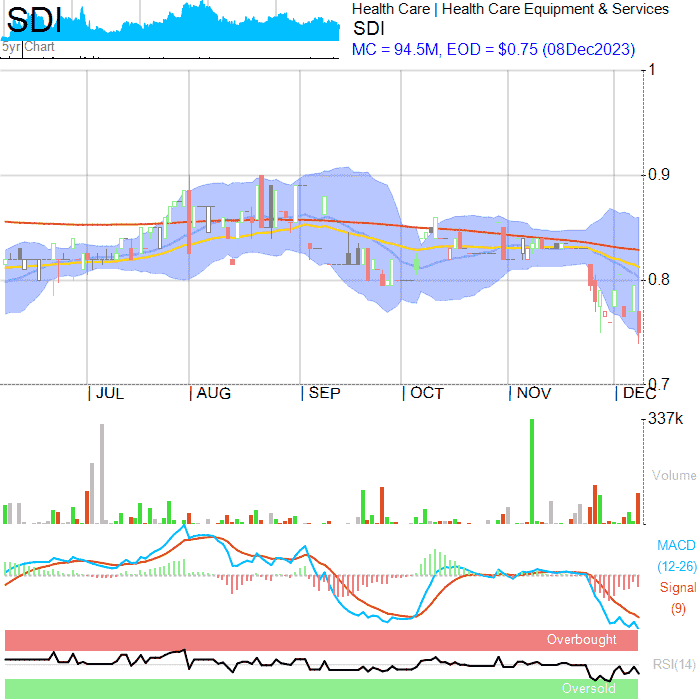 SDI
5yr Chart
Health Care | Health Care Equipment & Services
SDI
MC = 94.5M, EOD = $0.75 (08Dec2023)
1
0.9
0.8
0.7
| JUL | AUG | SEP | OCT | NOV | DEC
337k
Volume
MACD
(12-26)
Signal
(9)
Overbought
RSI(14)
Oversold